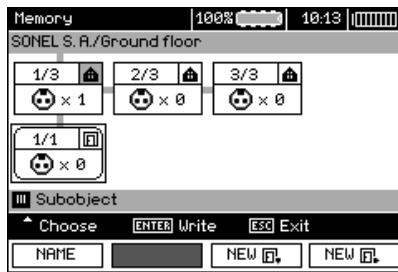 Memory 100% 10:13
SONEL S. A./Ground floor
1/3 2/3 3/3
x 1 x 0 x 0
1/1
x 0
Subobject
Choose ENTER Write ESC Exit
NAME NEW NEW